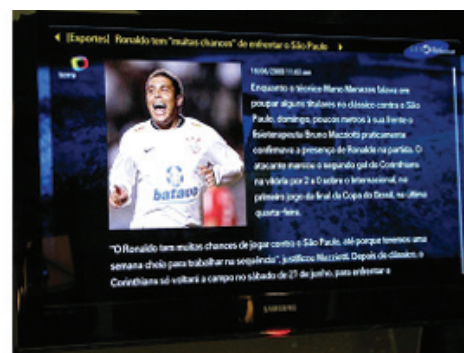 [Esportes] Ronaldo tem "muitas chances" de enfrentar o São Paulo
terra
11:02 am
Enquanto o técnico Mano Menezes falava em
poupar alguns titulares no clássico contra o São
Paulo, domingo, poucos metros à sua frente o
fisioterapeuta Bruno Mazziotti praticamente
confirmava a presença de Ronaldo na partida. O
atacante marcou o segundo gol do Corinthians
na vitória por 2 a 0 sobre o Internacional, no
primeiro jogo da final da Copa do Brasil, na última
quarta-feira.
batavo
"O Ronaldo tem muitas chances de jogar contra o São Paulo, até porque teremos uma
semana cheia para trabalhar na sequência", justificou Mazziotti. Depois do clássico, o
Corinthians só voltará a campo no sábado de 27 de junho, para enfrentar o
SAMSUNG